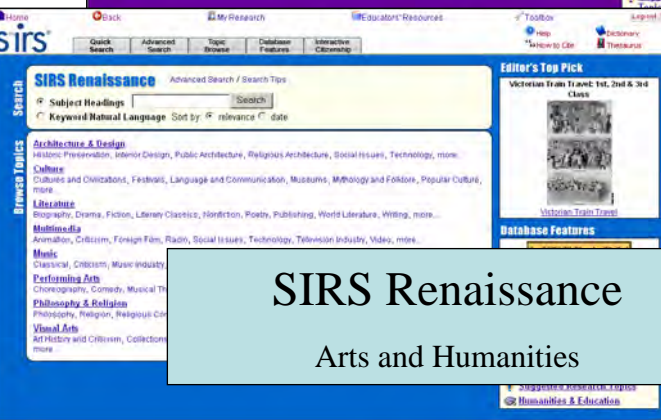 Home
Back
My Research
Educators' Resources
Toolbox
sirs
Quick Search
Advanced Search
Topic Browse
Database Features
Interactive Citizenship
Help
Dictionary
How to Cite
Thesaurus
Search
SIRS Renaissance
Advanced Search / Search Tips
Subject Headings
Search
Keyword Natural Language Sort by: relevance date
Browse Topics
Architecture & Design
Historic Preservation, Interior Design, Public Architecture, Religious Architecture, Social Issues, Technology, more...
Culture
Cultures and Civilizations, Festivals, Language and Communication, Museums, Mythology and Folklore, Popular Culture,
more...
Literature
Biography, Drama, Fiction, Literary Classics, Nonfiction, Poetry, Publishing, World Literature, Writing, more...
Multimedia
Animation, Criticism, Foreign Film, Radio, Social Issues, Technology, Television Industry, Video, more...
Music
Classical, Criticism, Music Industry,
Performing Arts
Choreography, Comedy, Musical Th
Philosophy & Religion
Philosophy, Religion, Religious
Visual Arts
Art History and Criticism, Collections
more...
Editor's Top Pick
Victorian Train Travel: 1st, 2nd & 3rd
Class
Victorian Train Travel
Database Features
SIRS Renaissance
Arts and Humanities
Suggested Research Topics
Humanities & Education